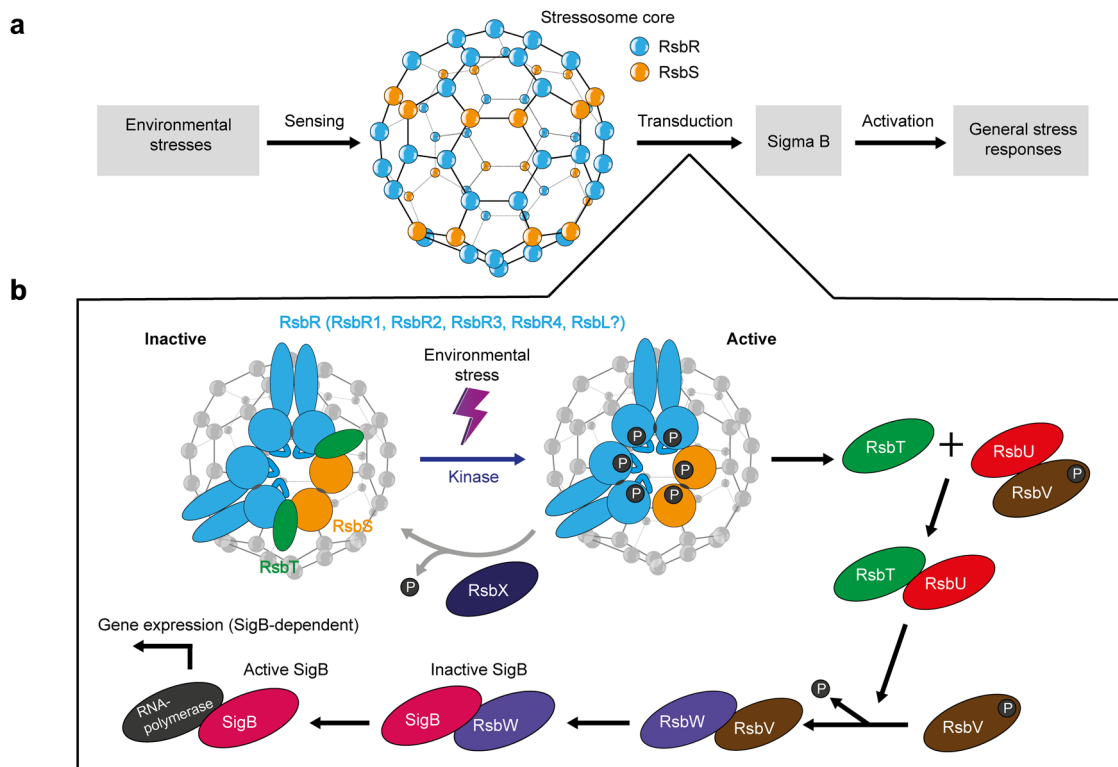 a
Stressosome core
RsbR
RsbS
Environmental
stresses
Sensing
Transduction
Sigma B
Activation
General stress
responses
b
RsbR (RsbR1, RsbR2, RsbR3, RsbR4, RsbL?)
Inactive
Environmental
stress
Active
Kinase
RsbS
RsbT
P
P
P
P
P
P
P
RsbX
RsbT
+
RsbU
RsbV
P
RsbT
RsbU
Gene expression (SigB-dependent)
Active SigB
Inactive SigB
RNA-
polymerase
SigB
SigB
RsbW
RsbW
RsbV
P
RsbV
P